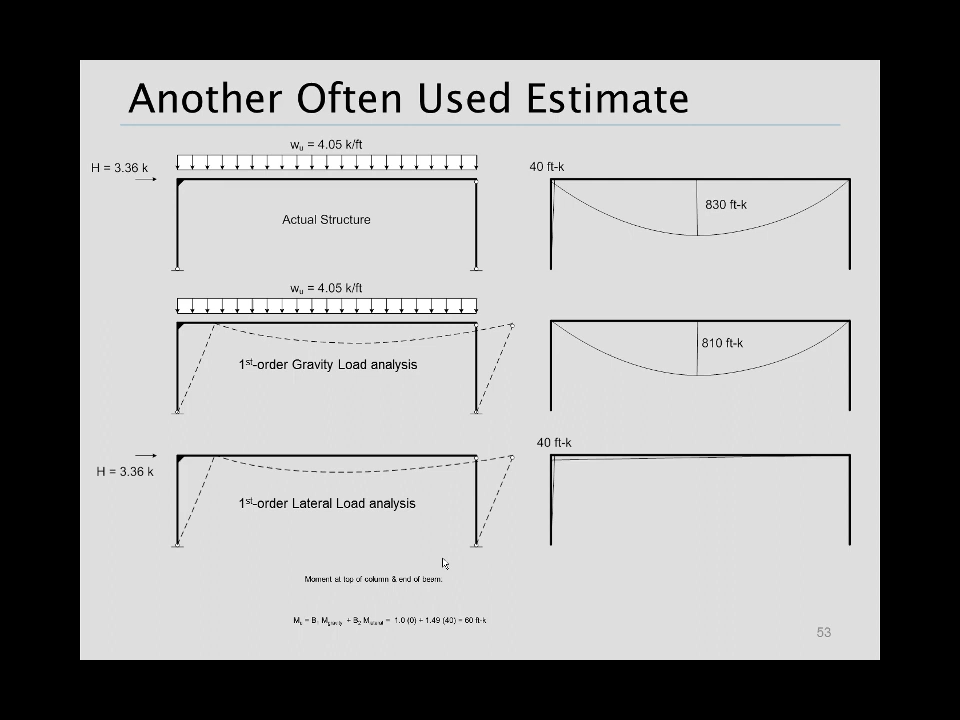 Another Often Used Estimate
wᵤ = 4.05 k/ft
H = 3.36 k
40 ft-k
830 ft-k
Actual Structure
wᵤ = 4.05 k/ft
810 ft-k
1st-order Gravity Load analysis
40 ft-k
H = 3.36 k
1st-order Lateral Load analysis
Moment at top of column & end of beam:
Mᵤ = B₁ Mgravity + B₂ Mlateral = 1.0 (0) + 1.49 (40) = 60 ft-k
53